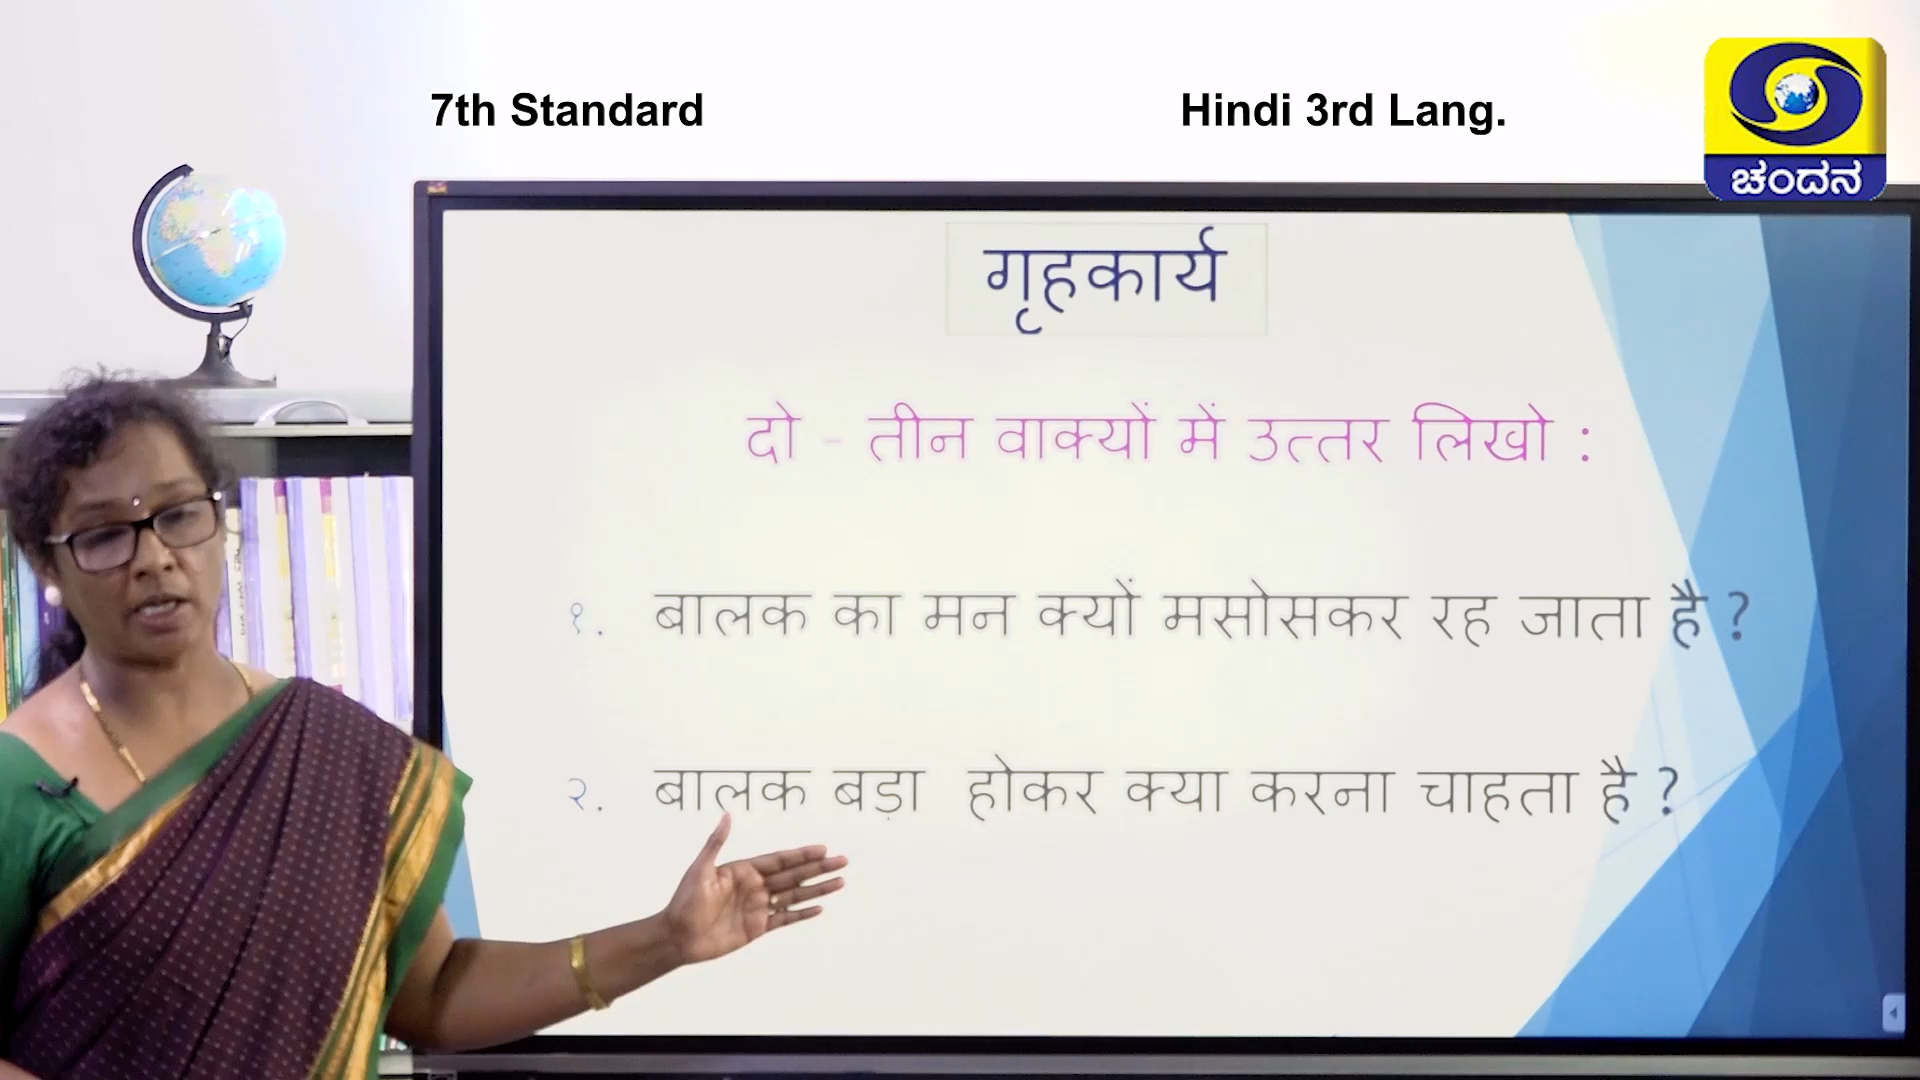 7th Standard
Hindi 3rd Lang.
ಚಂದನ
गृहकार्य
दो - तीन वाक्यों में उत्तर लिखो :
१. बालक का मन क्यों मसोसकर रह जाता है ?
२. बालक बड़ा होकर क्या करना चाहता है ?